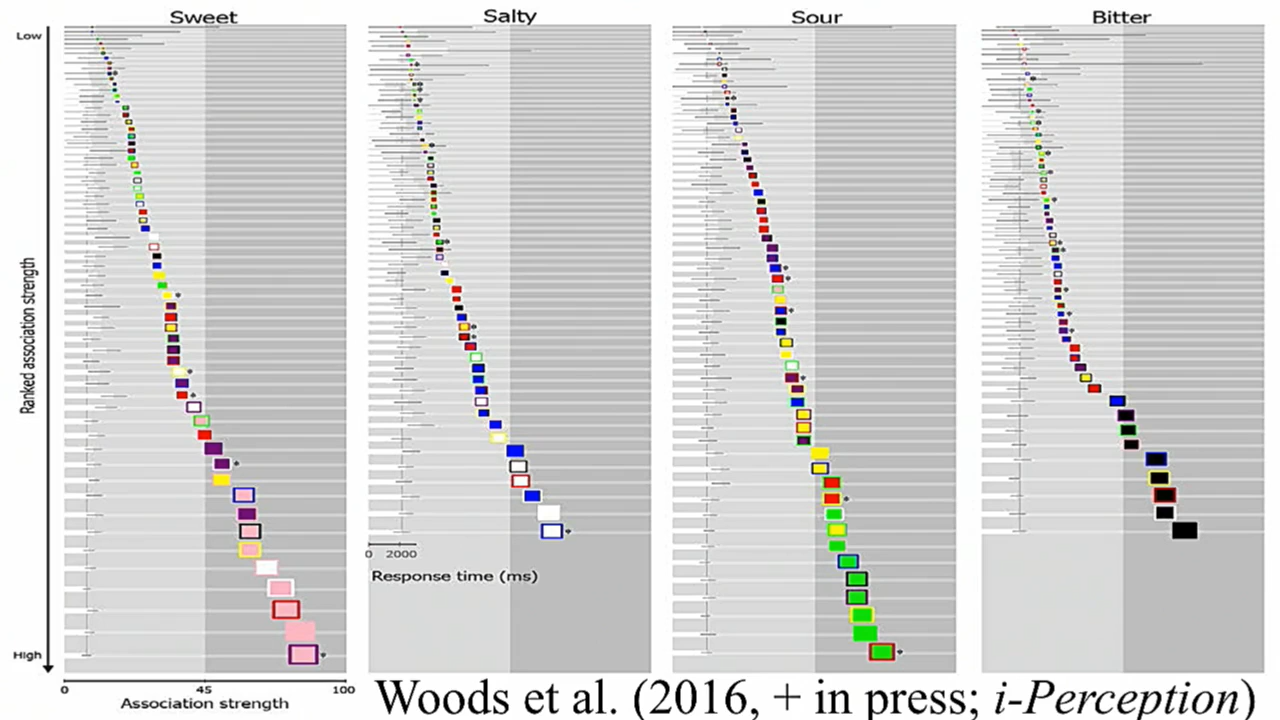 Sweet
Salty
Sour
Bitter
Low
Ranked association strength
High
0 2000
Response time (ms)
0 45 100
Association strength
Woods et al. (2016, + in press; i-Perception)